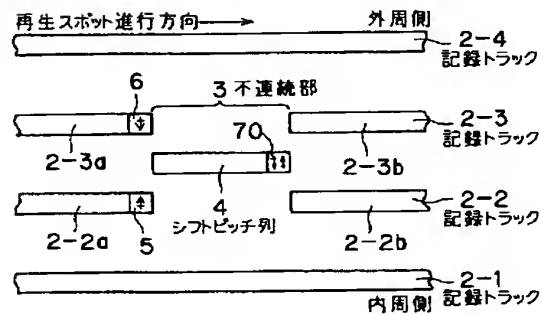 再生スポット進行方向
外周側
2-4
記録トラック
6
3 不連続部
70
2-3
記録トラック
2-3a
2-3b
4
シフトピッチ列
2-2
記録トラック
2-2a
5
2-2b
2-1
記録トラック
内周側